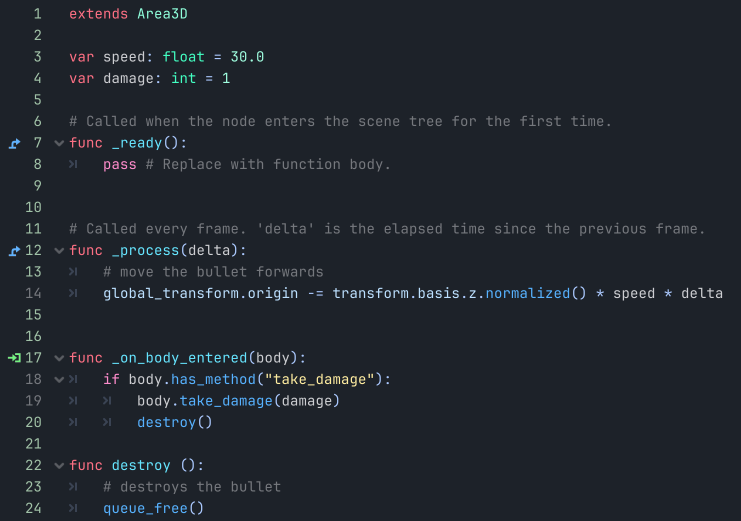 1 extends Area3D
2
3 var speed: float = 30.0
4 var damage: int = 1
5
6 # Called when the node enters the scene tree for the first time.
7 func _ready():
8 pass # Replace with function body.
9
10
11 # Called every frame. 'delta' is the elapsed time since the previous frame.
12 func _process(delta):
13 # move the bullet forwards
14 global_transform.origin -= transform.basis.z.normalized() * speed * delta
15
16
17 func _on_body_entered(body):
18 if body.has_method("take_damage"):
19 body.take_damage(damage)
20 destroy()
21
22 func destroy ():
23 # destroys the bullet
24 queue_free()